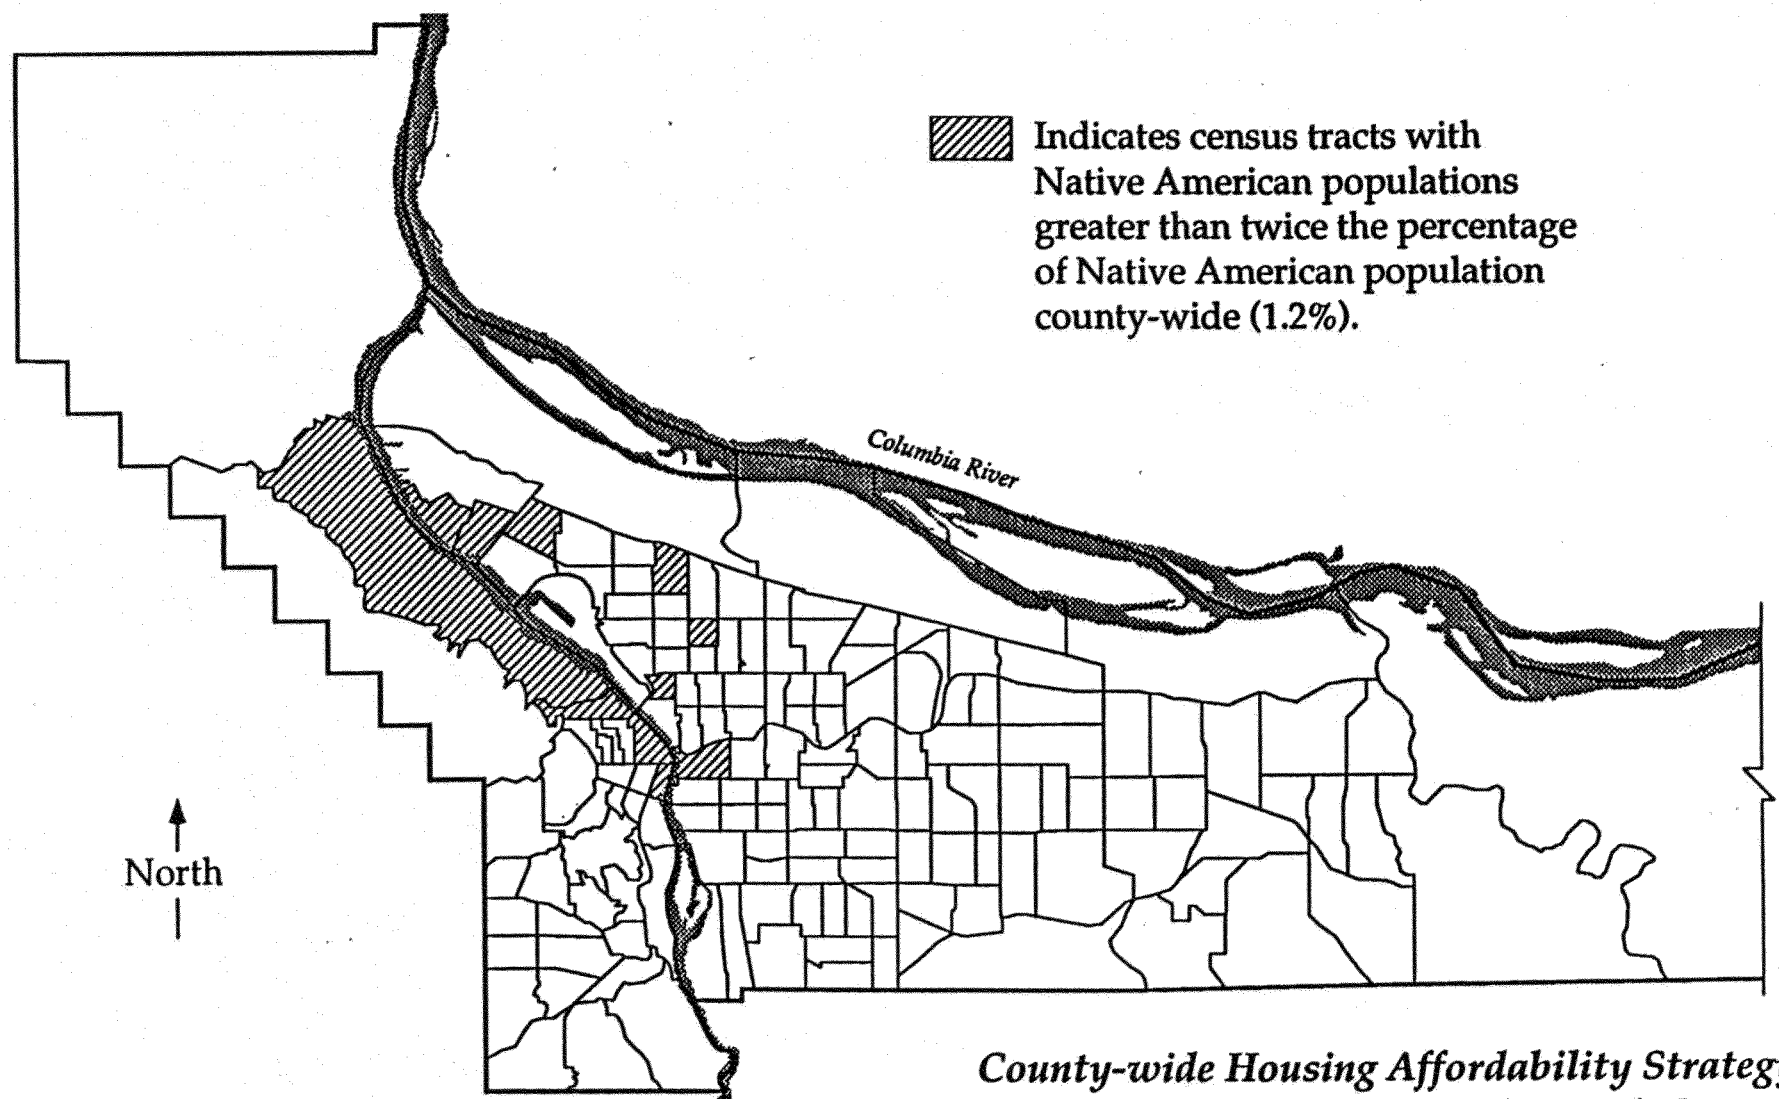 Indicates census tracts with
Native American populations
greater than twice the percentage
of Native American population
county-wide (1.2%).
Columbia River
North
County-wide Housing Affordability Strategy